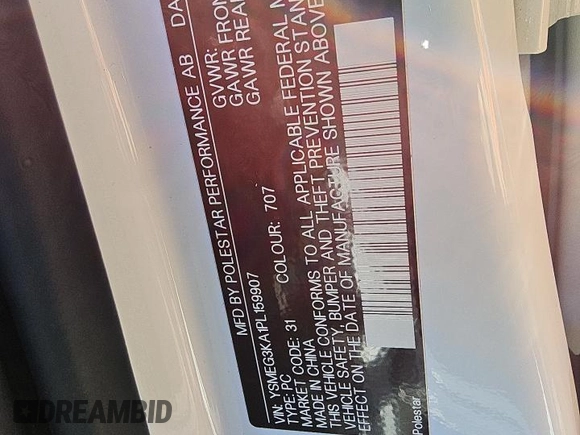 MFD BY POLESTAR PERFORMANCE AB DA
GVWR:
GAWR FRON
GAWR REAR
VIN: YSMEG3KA1PL159907
TYPE: PC
MARKET CODE: 31 COLOUR: 707
MADE IN CHINA
THIS VEHICLE CONFORMS TO ALL APPLICABLE FEDERAL M
VEHICLE SAFETY, BUMPER AND THEFT PREVENTION STAN
EFFECT ON THE DATE OF MANUFACTURE SHOWN ABOVE
Polestar
DREAMBID